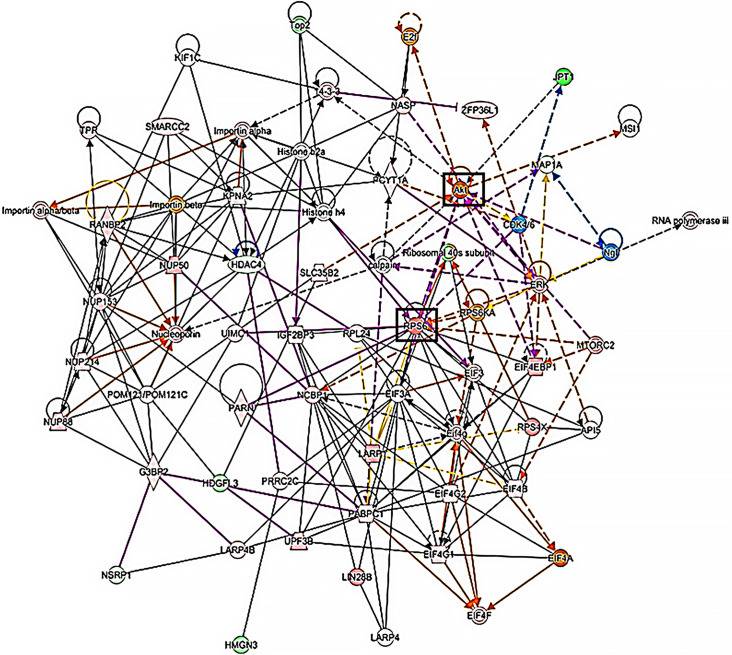 Top2
E2f
KIF1C
JPT1
14-3-3
NASP
ZFP36L1
TPR
SMARCC2
Importin alpha
MSI1
Histone h2a
MAP1A
PCYT1A
Akt
KPNA2
Importin alpha/beta
Importin beta
Histone h4
RNA polymerase iii
RANBP2
CDK4/6
Ribosomal 40s subunit
Ngf
NUP50
HDAC4
SLC35B2
calpain
ERK
NUP153
RPS6KA
Nucleoporin
UIMC1
IGF2BP3
RPL24
RPS6
MTORC2
NUP214
EIF3
EIF4EBP1
POM121/POM121C
NCBP1
EIF3A
PARN
NUP88
Eif4g
RPS4X
API5
LARP1
G3BP2
HDGFL3
PRRC2C
EIF4G2
EIF4B
PABPC1
UPF3B
LARP4B
EIF4G1
EIF4A
NSRP1
LIN28B
EIF4F
LARP4
HMGN3